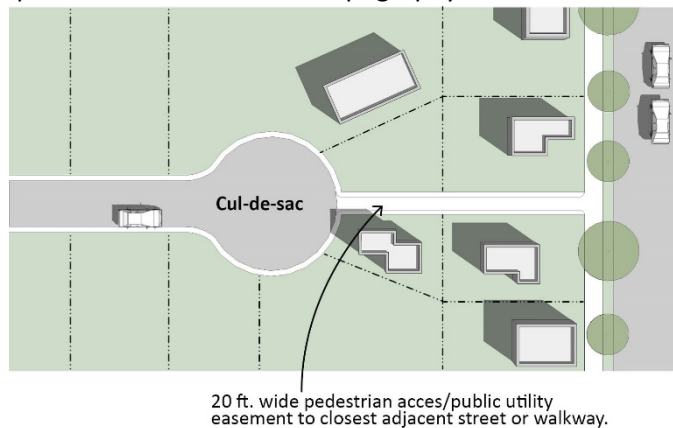 Cul-de-sac
20 ft. wide pedestrian acces/public utility
easement to closest adjacent street or walkway.